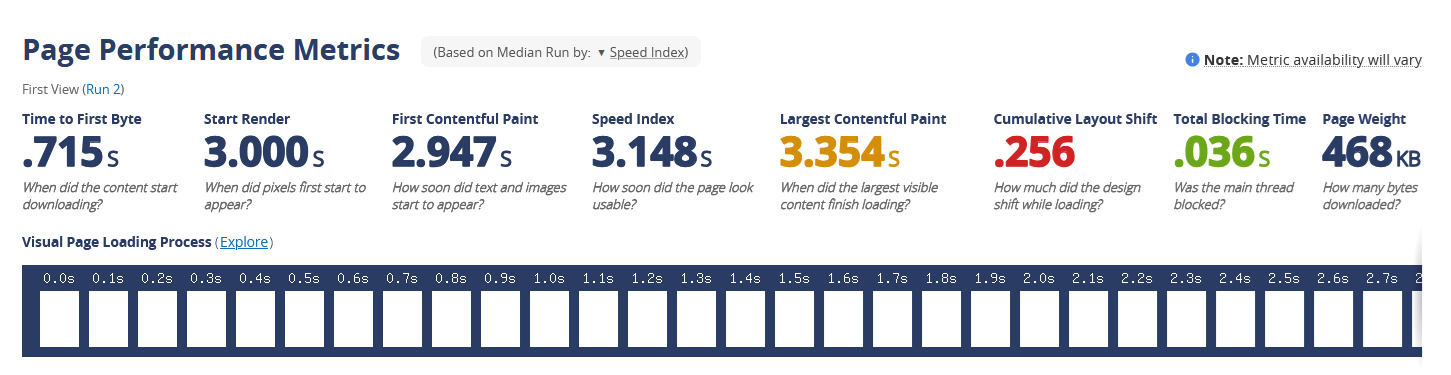 Page Performance Metrics (Based on Median Run by: ▼ Speed Index)
Note: Metric availability will vary
First View (Run 2)
Time to First Byte Start Render First Contentful Paint Speed Index Largest Contentful Paint Cumulative Layout Shift Total Blocking Time Page Weight
.715 S 3.000 S 2.947 S 3.148 S 3.354 S .256 .036 S 468 KB
When did the content start downloading?
When did pixels first start to appear?
How soon did text and images start to appear?
How soon did the page look usable?
When did the largest visible content finish loading?
How much did the design shift while loading?
Was the main thread blocked?
How many bytes downloaded?
Visual Page Loading Process (Explore)
0.0s 0.1s 0.2s 0.3s 0.4s 0.5s 0.6s 0.7s 0.8s 0.9s 1.0s 1.1s 1.2s 1.3s 1.4s 1.5s 1.6s 1.7s 1.8s 1.9s 2.0s 2.1s 2.2s 2.3s 2.4s 2.5s 2.6s 2.7s